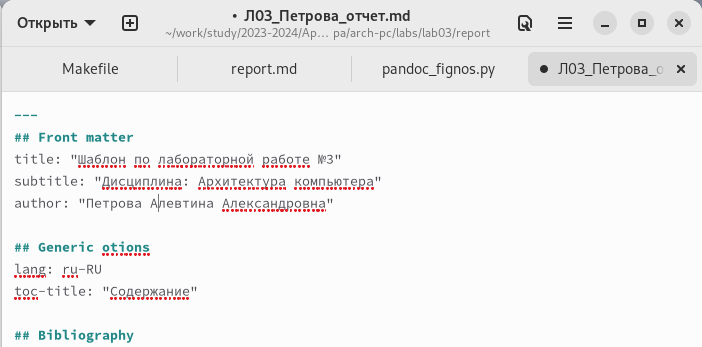 Открыть
• Л03_Петрова_отчет.md
~/work/study/2023-2024/Ар… ра/arch-pc/labs/lab03/report
Makefile
report.md
pandoc_fignos.py
• Л03_Петрова_о
---
## Front matter
title: "Шаблон по лабораторной работе №3"
subtitle: "Дисциплина: Архитектура компьютера"
author: "Петрова Алевтина Александровна"
## Generic otions
lang: ru-RU
toc-title: "Содержание"
## Bibliography